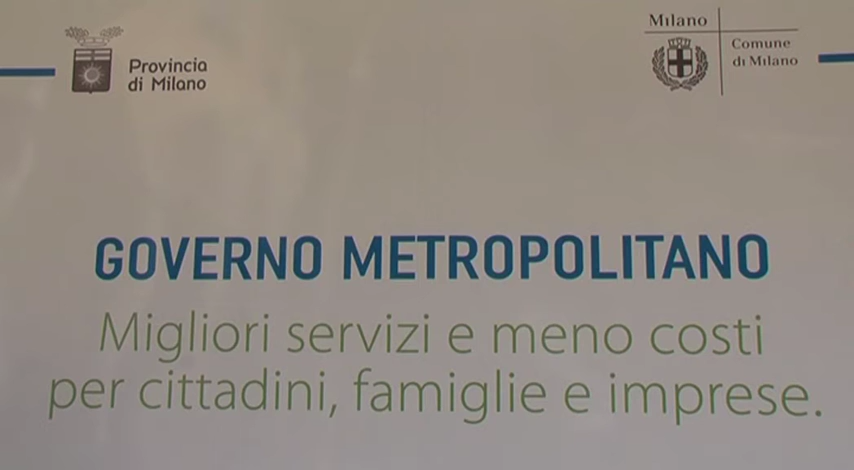 Provincia
di Milano
Milano
Comune
di Milano
GOVERNO METROPOLITANO
Migliori servizi e meno costi
per cittadini, famiglie e imprese.